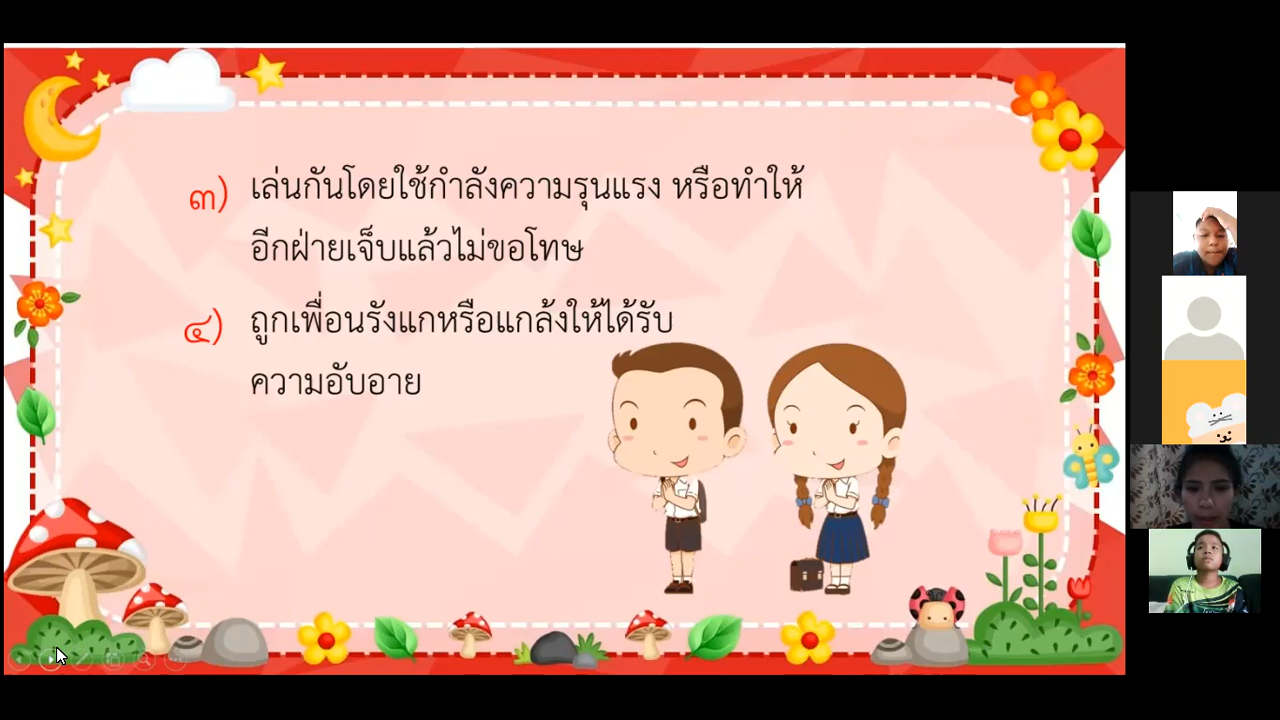 ๓) เล่นกันโดยใช้กำลังความรุนแรง หรือทำให้
อีกฝ่ายเจ็บแล้วไม่ขอโทษ
๔) ถูกเพื่อนรังแกหรือแกล้งให้ได้รับ
ความอับอาย